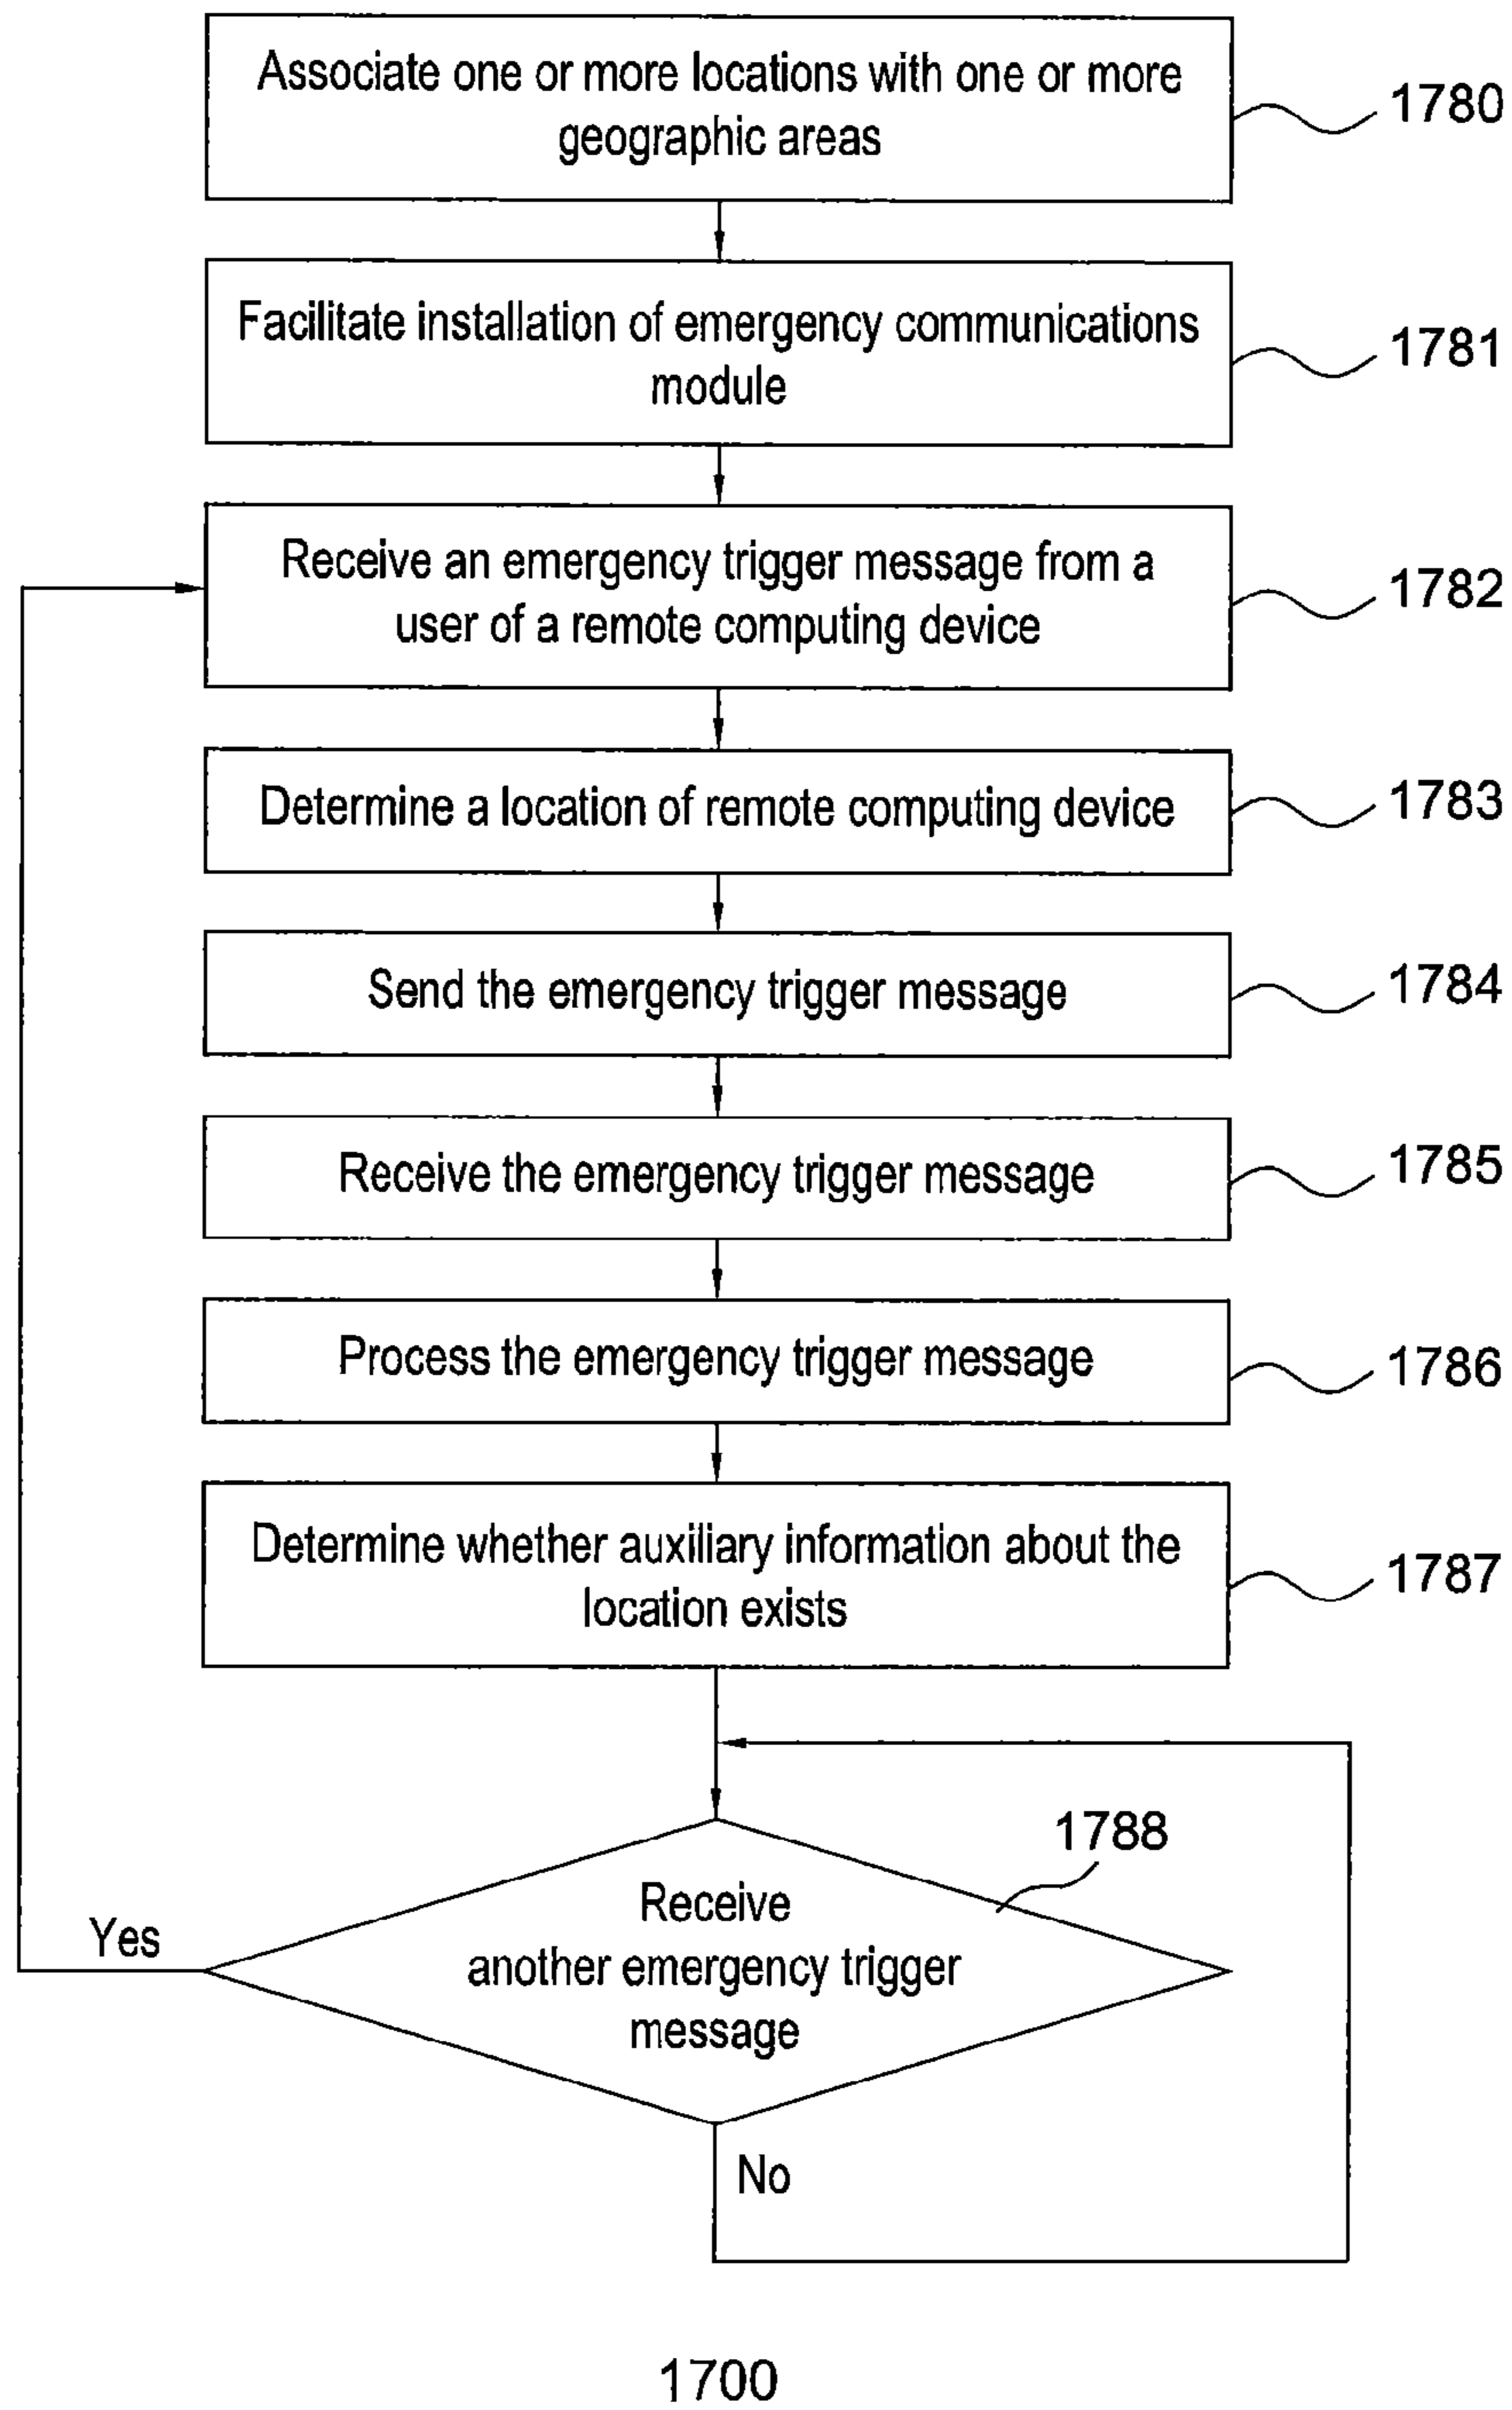 Associate one or more locations with one or more
geographic areas
1780
Facilitate installation of emergency communications
module
1781
Receive an emergency trigger message from a
user of a remote computing device
1782
Determine a location of remote computing device
1783
Send the emergency trigger message
1784
Receive the emergency trigger message
1785
Process the emergency trigger message
1786
Determine whether auxiliary information about the
location exists
1787
1788
Receive
another emergency trigger
message
Yes
No
1700